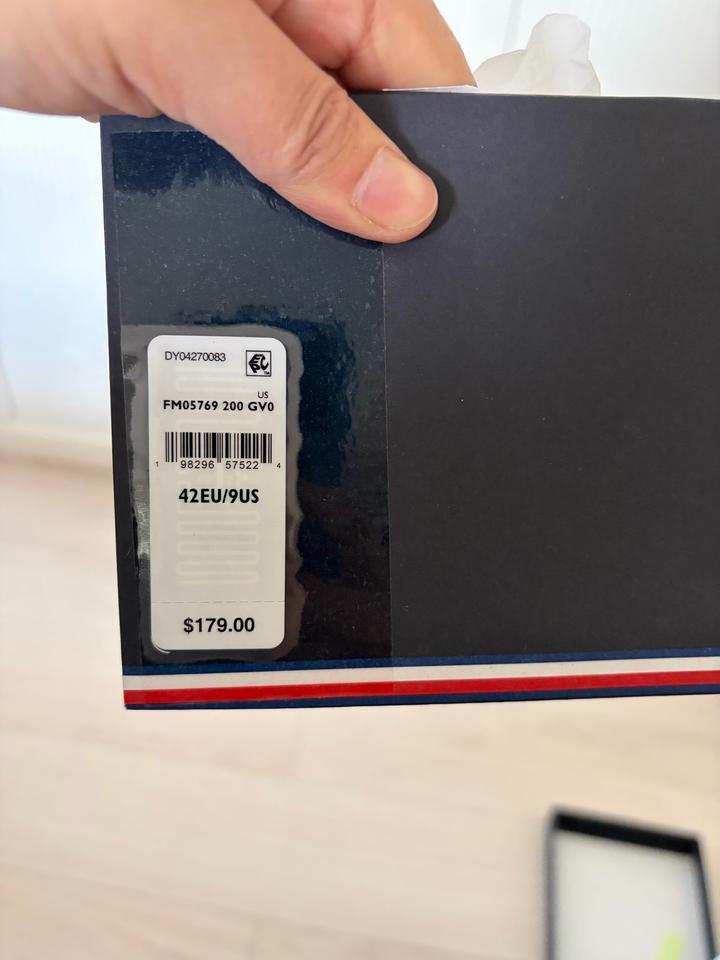 DY04270083
US
FM05769 200 GV0
1 98296 57522 4
42EU/9US
$179.00